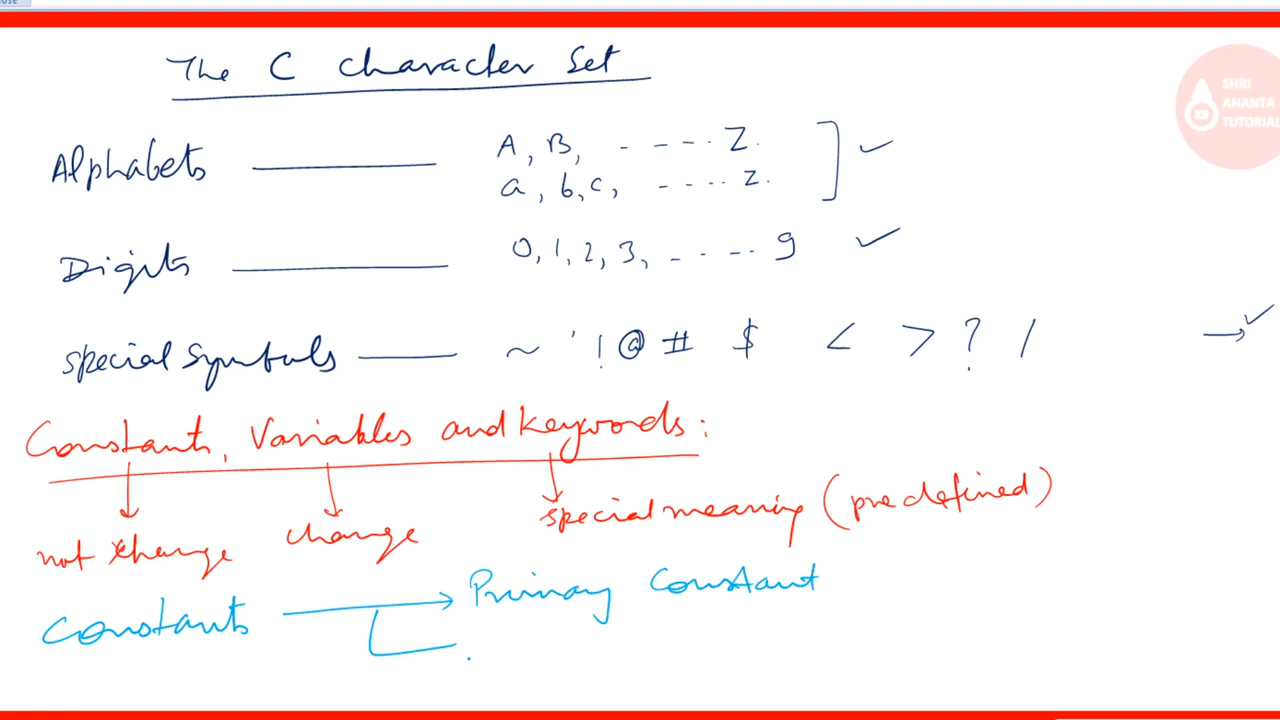 The C Character Set
SHRI
ANANTA
TUTORIAL
Alphabets A, B, - - - - . . Z.
a, b, c, - - - . . . z.
Digits 0, 1, 2, 3, - - - - . . 9
Special Symbols ~ ' ! @ # $ < > ? /
Constants, Variables and keywords:
not change change special meaning (predefined)
Constants Primary Constant